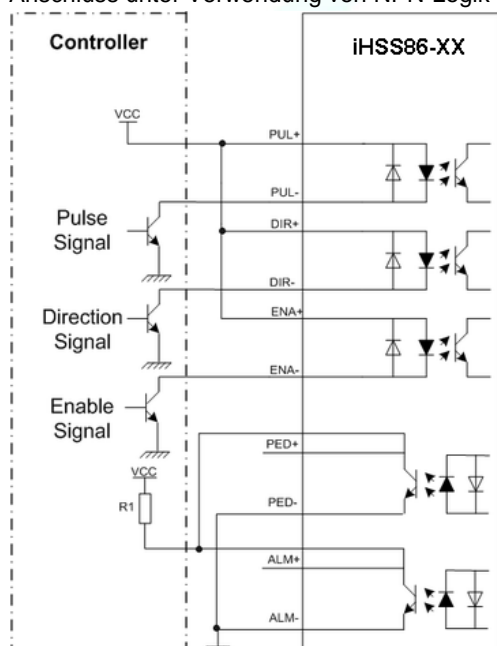 Anschluss unter Verwendung von NPN-Logik
Controller
iHSS86-XX
VCC
PUL+
PUL-
Pulse
Signal
DIR+
DIR-
Direction
Signal
ENA+
ENA-
Enable
Signal
PED+
VCC
R1
PED-
ALM+
ALM-